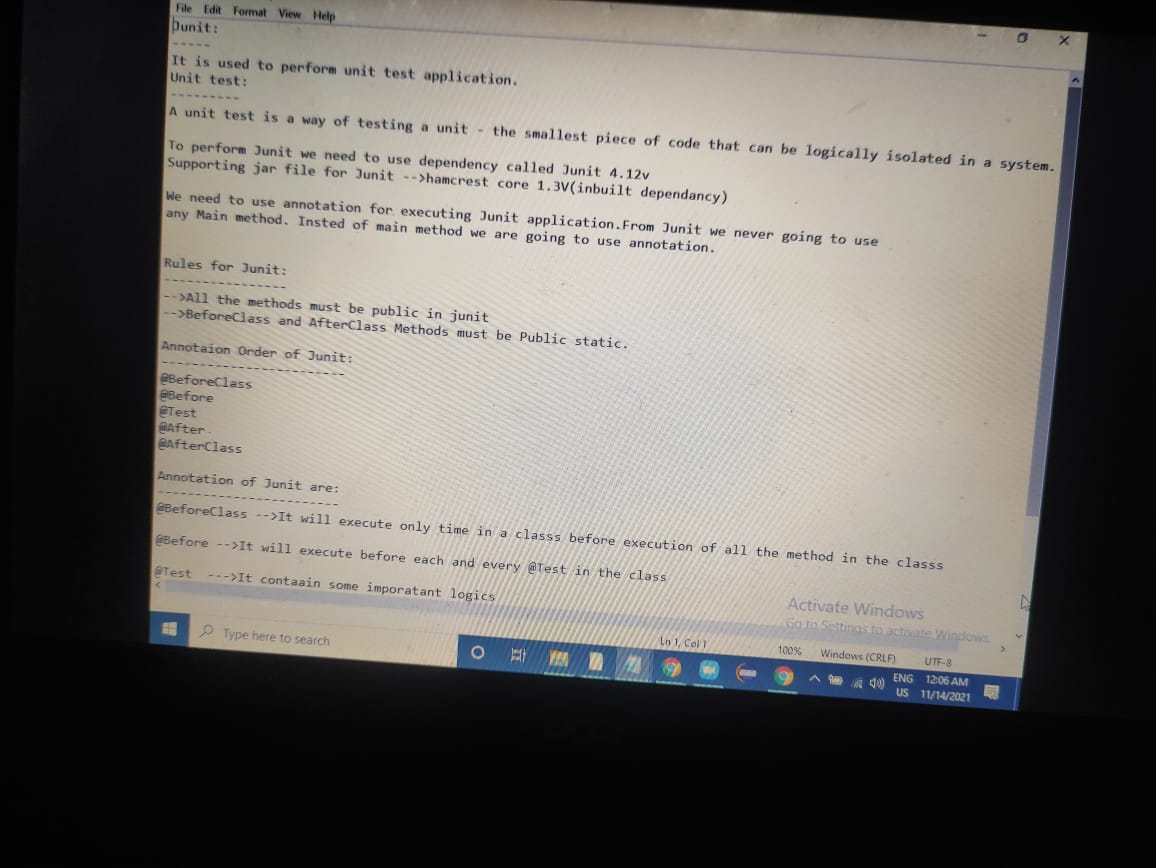 File Edit Format View Help
Junit:
-----
It is used to perform unit test application.
Unit test:
---------
A unit test is a way of testing a unit - the smallest piece of code that can be logically isolated in a system.
To perform Junit we need to use dependency called Junit 4.12v
Supporting jar file for Junit -->hamcrest core 1.3V(inbuilt dependancy)
We need to use annotation for executing Junit application.From Junit we never going to use
any Main method. Insted of main method we are going to use annotation.
Rules for Junit:
----------------
-->All the methods must be public in junit
-->BeforeClass and AfterClass Methods must be Public static.
Annotaion Order of Junit:
------------------------
@BeforeClass
@Before
@Test
@After
@AfterClass
Annotation of Junit are:
------------------------
@BeforeClass -->It will execute only time in a classs before execution of all the method in the classs
@Before -->It will execute before each and every @Test in the class
@Test --->It contaain some imporatant logics
Activate Windows
Go to Settings to activate Windows.
Ln 1, Col 1 100% Windows (CRLF) UTF-8
Type here to search
ENG 12:06 AM
US 11/14/2021